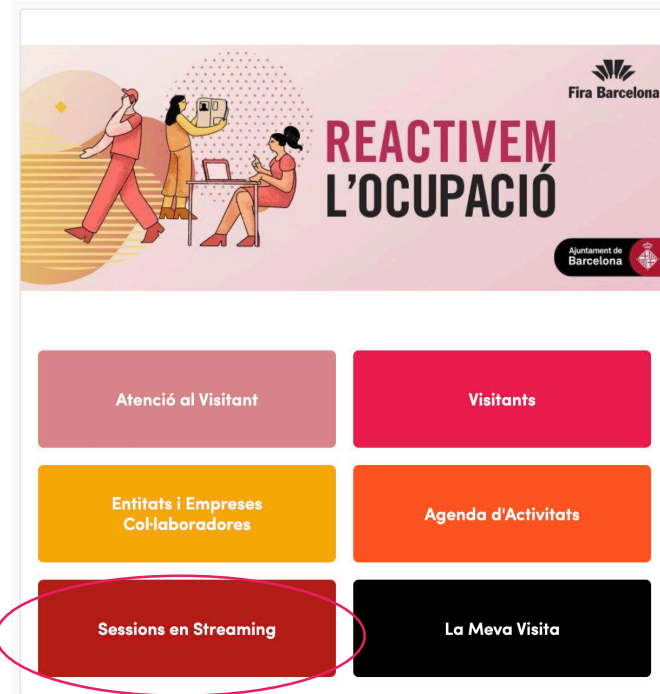 Fira Barcelona
REACTIVEM
L'OCUPACIÓ
Ajuntament de
Barcelona
Atenció al Visitant
Visitants
Entitats i Empreses
Col·laboradores
Agenda d'Activitats
Sessions en Streaming
La Meva Visita